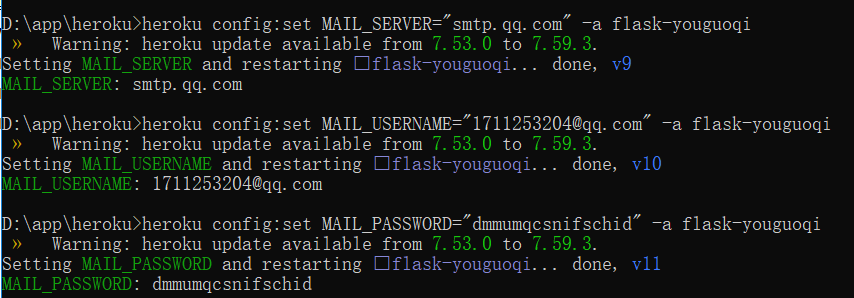 D:\app\heroku>heroku config:set MAIL_SERVER="smtp.qq.com" -a flask-youguoqi
»   Warning: heroku update available from 7.53.0 to 7.59.3.
Setting MAIL_SERVER and restarting □flask-youguoqi... done, v9
MAIL_SERVER: smtp.qq.com
D:\app\heroku>heroku config:set MAIL_USERNAME="1711253204@qq.com" -a flask-youguoqi
»   Warning: heroku update available from 7.53.0 to 7.59.3.
Setting MAIL_USERNAME and restarting □flask-youguoqi... done, v10
MAIL_USERNAME: 1711253204@qq.com
D:\app\heroku>heroku config:set MAIL_PASSWORD="dmmumqcsnifschid" -a flask-youguoqi
»   Warning: heroku update available from 7.53.0 to 7.59.3.
Setting MAIL_PASSWORD and restarting □flask-youguoqi... done, v11
MAIL_PASSWORD: dmmumqcsnifschid